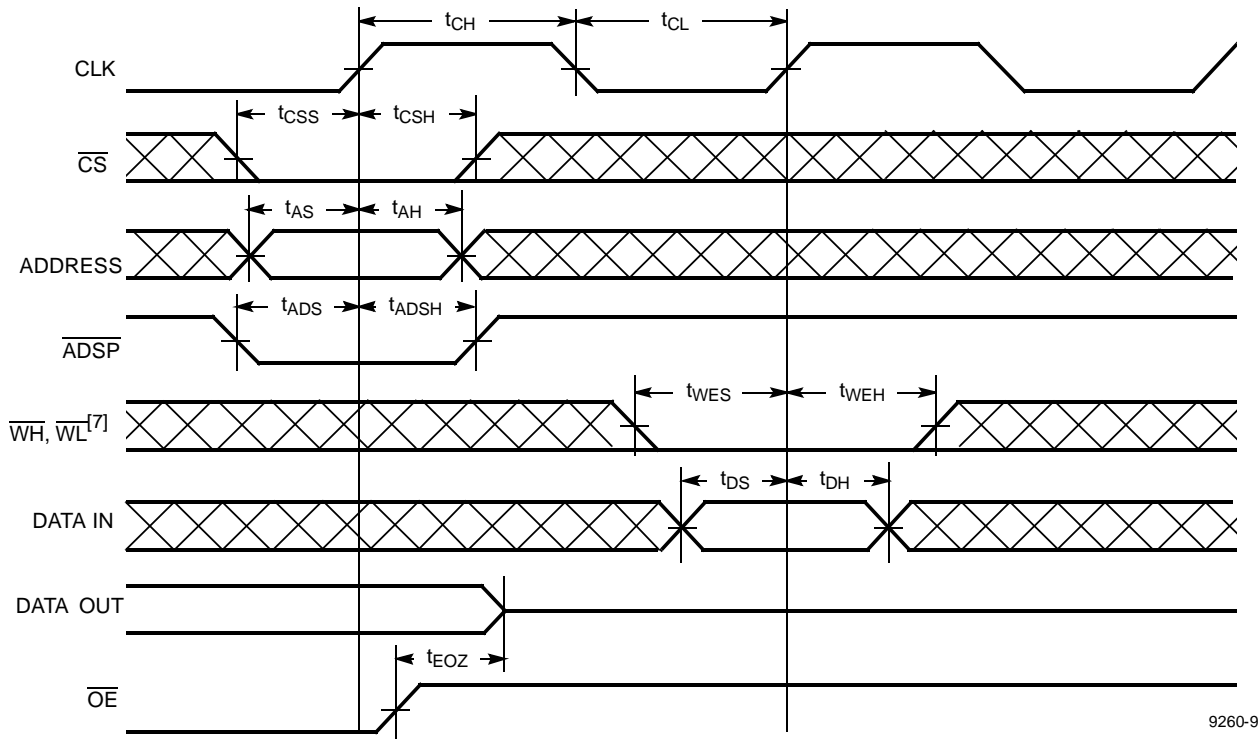 tCH tCL
CLK
tCSS tCSH
CS
tAS tAH
ADDRESS
tADS tADSH
ADSP
tWES tWEH
WH, WL[7]
tDS tDH
DATA IN
DATA OUT
tEOZ
OE
9260-9